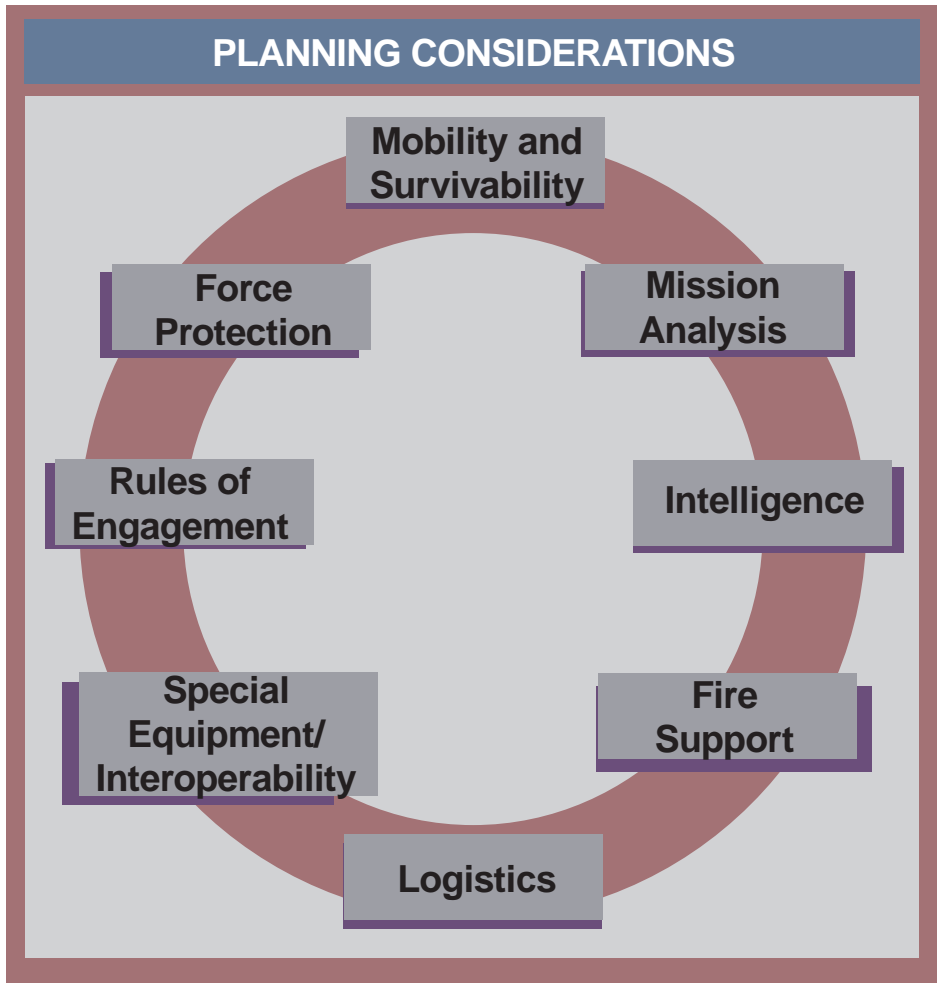 PLANNING CONSIDERATIONS
Mobility and
Survivability
Force
Protection
Mission
Analysis
Rules of
Engagement
Intelligence
Special
Equipment/
Interoperability
Fire
Support
Logistics